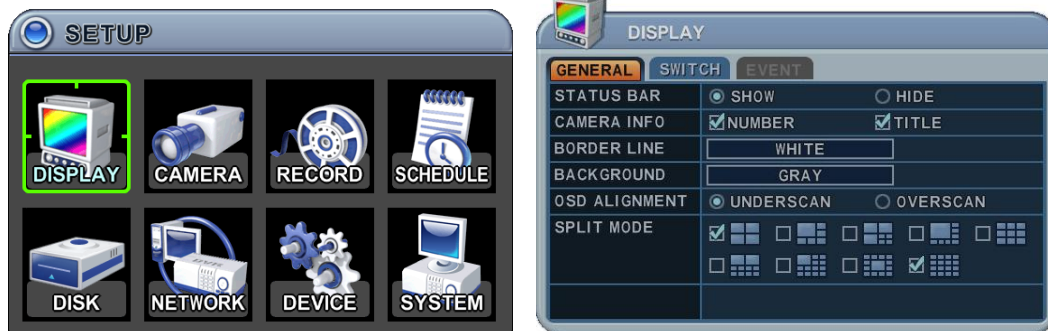 SETUP
DISPLAY CAMERA RECORD SCHEDULE
DISK NETWORK DEVICE SYSTEM
DISPLAY
GENERAL SWITCH EVENT
STATUS BAR SHOW HIDE
CAMERA INFO NUMBER TITLE
BORDER LINE WHITE
BACKGROUND GRAY
OSD ALIGNMENT UNDERSCAN OVERSCAN
SPLIT MODE